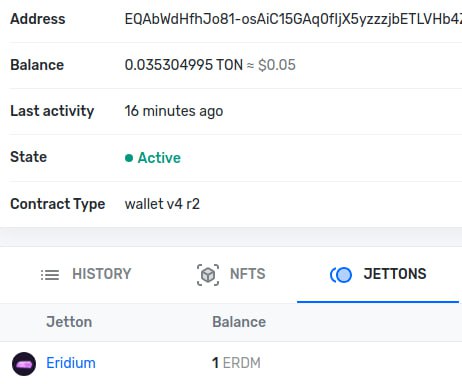 Address EQAbWdHfhJo81-osAiC15GAq0fIjX5yzzzjbETLVHb4
Balance 0.035304995 TON ≈ $0.05
Last activity 16 minutes ago
State Active
Contract Type wallet v4 r2
HISTORY NFTS JETTONS
Jetton Balance
Eridium 1 ERDM